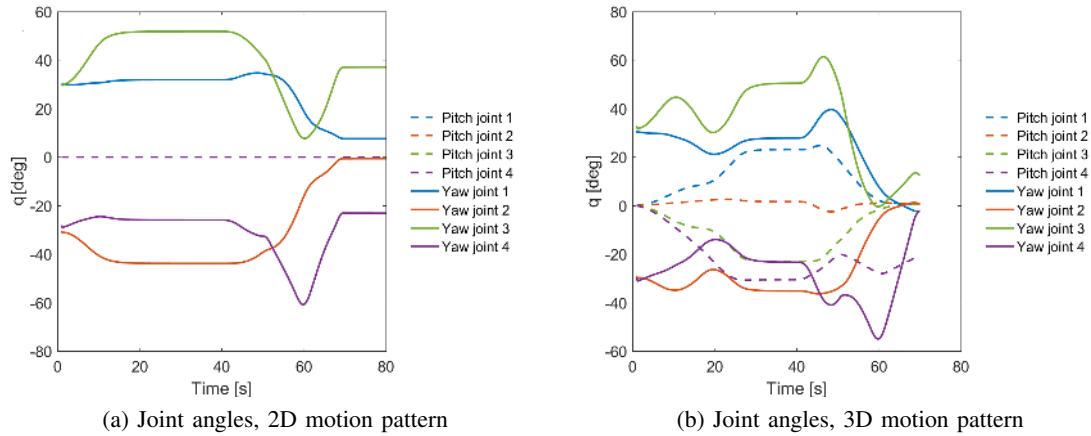 60
40
20
0
-20
-40
-60
-80
q[deg]
0
20
40
60
80
Time [s]
Pitch joint 1
Pitch joint 2
Pitch joint 3
Pitch joint 4
Yaw joint 1
Yaw joint 2
Yaw joint 3
Yaw joint 4
(a) Joint angles, 2D motion pattern
80
60
40
20
0
-20
-40
-60
q [deg]
0
20
40
60
80
Time [s]
Pitch joint 1
Pitch joint 2
Pitch joint 3
Pitch joint 4
Yaw joint 1
Yaw joint 2
Yaw joint 3
Yaw joint 4
(b) Joint angles, 3D motion pattern